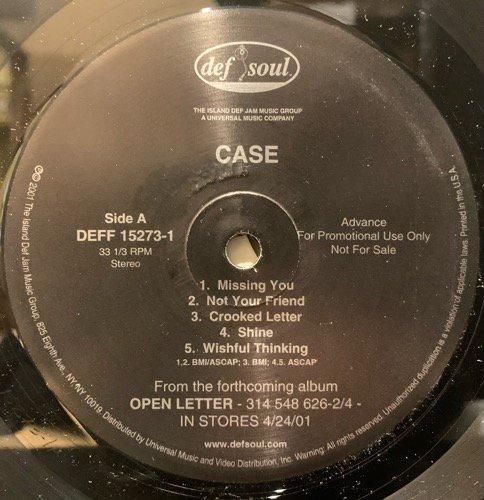 def soul
THE ISLAND DEF JAM MUSIC GROUP
A UNIVERSAL MUSIC COMPANY
CASE
Side A
DEFF 15273-1
33 1/3 RPM
Stereo
Advance
For Promotional Use Only
Not For Sale
1. Missing You
2. Not Your Friend
3. Crooked Letter
4. Shine
5. Wishful Thinking
1,2. BMI/ASCAP; 3. BMI; 4.5. ASCAP
From the forthcoming album
OPEN LETTER - 314 548 626-2/4 -
IN STORES 4/24/01
www.defsoul.com
℗© 2001 The Island Def Jam Music Group, 825 Eighth Ave., NY, NY 10019. Distributed by Universal Music and Video Distribution, Inc. Warning: All rights reserved. Unauthorized duplication is a violation of applicable laws. Printed in the U.S.A.